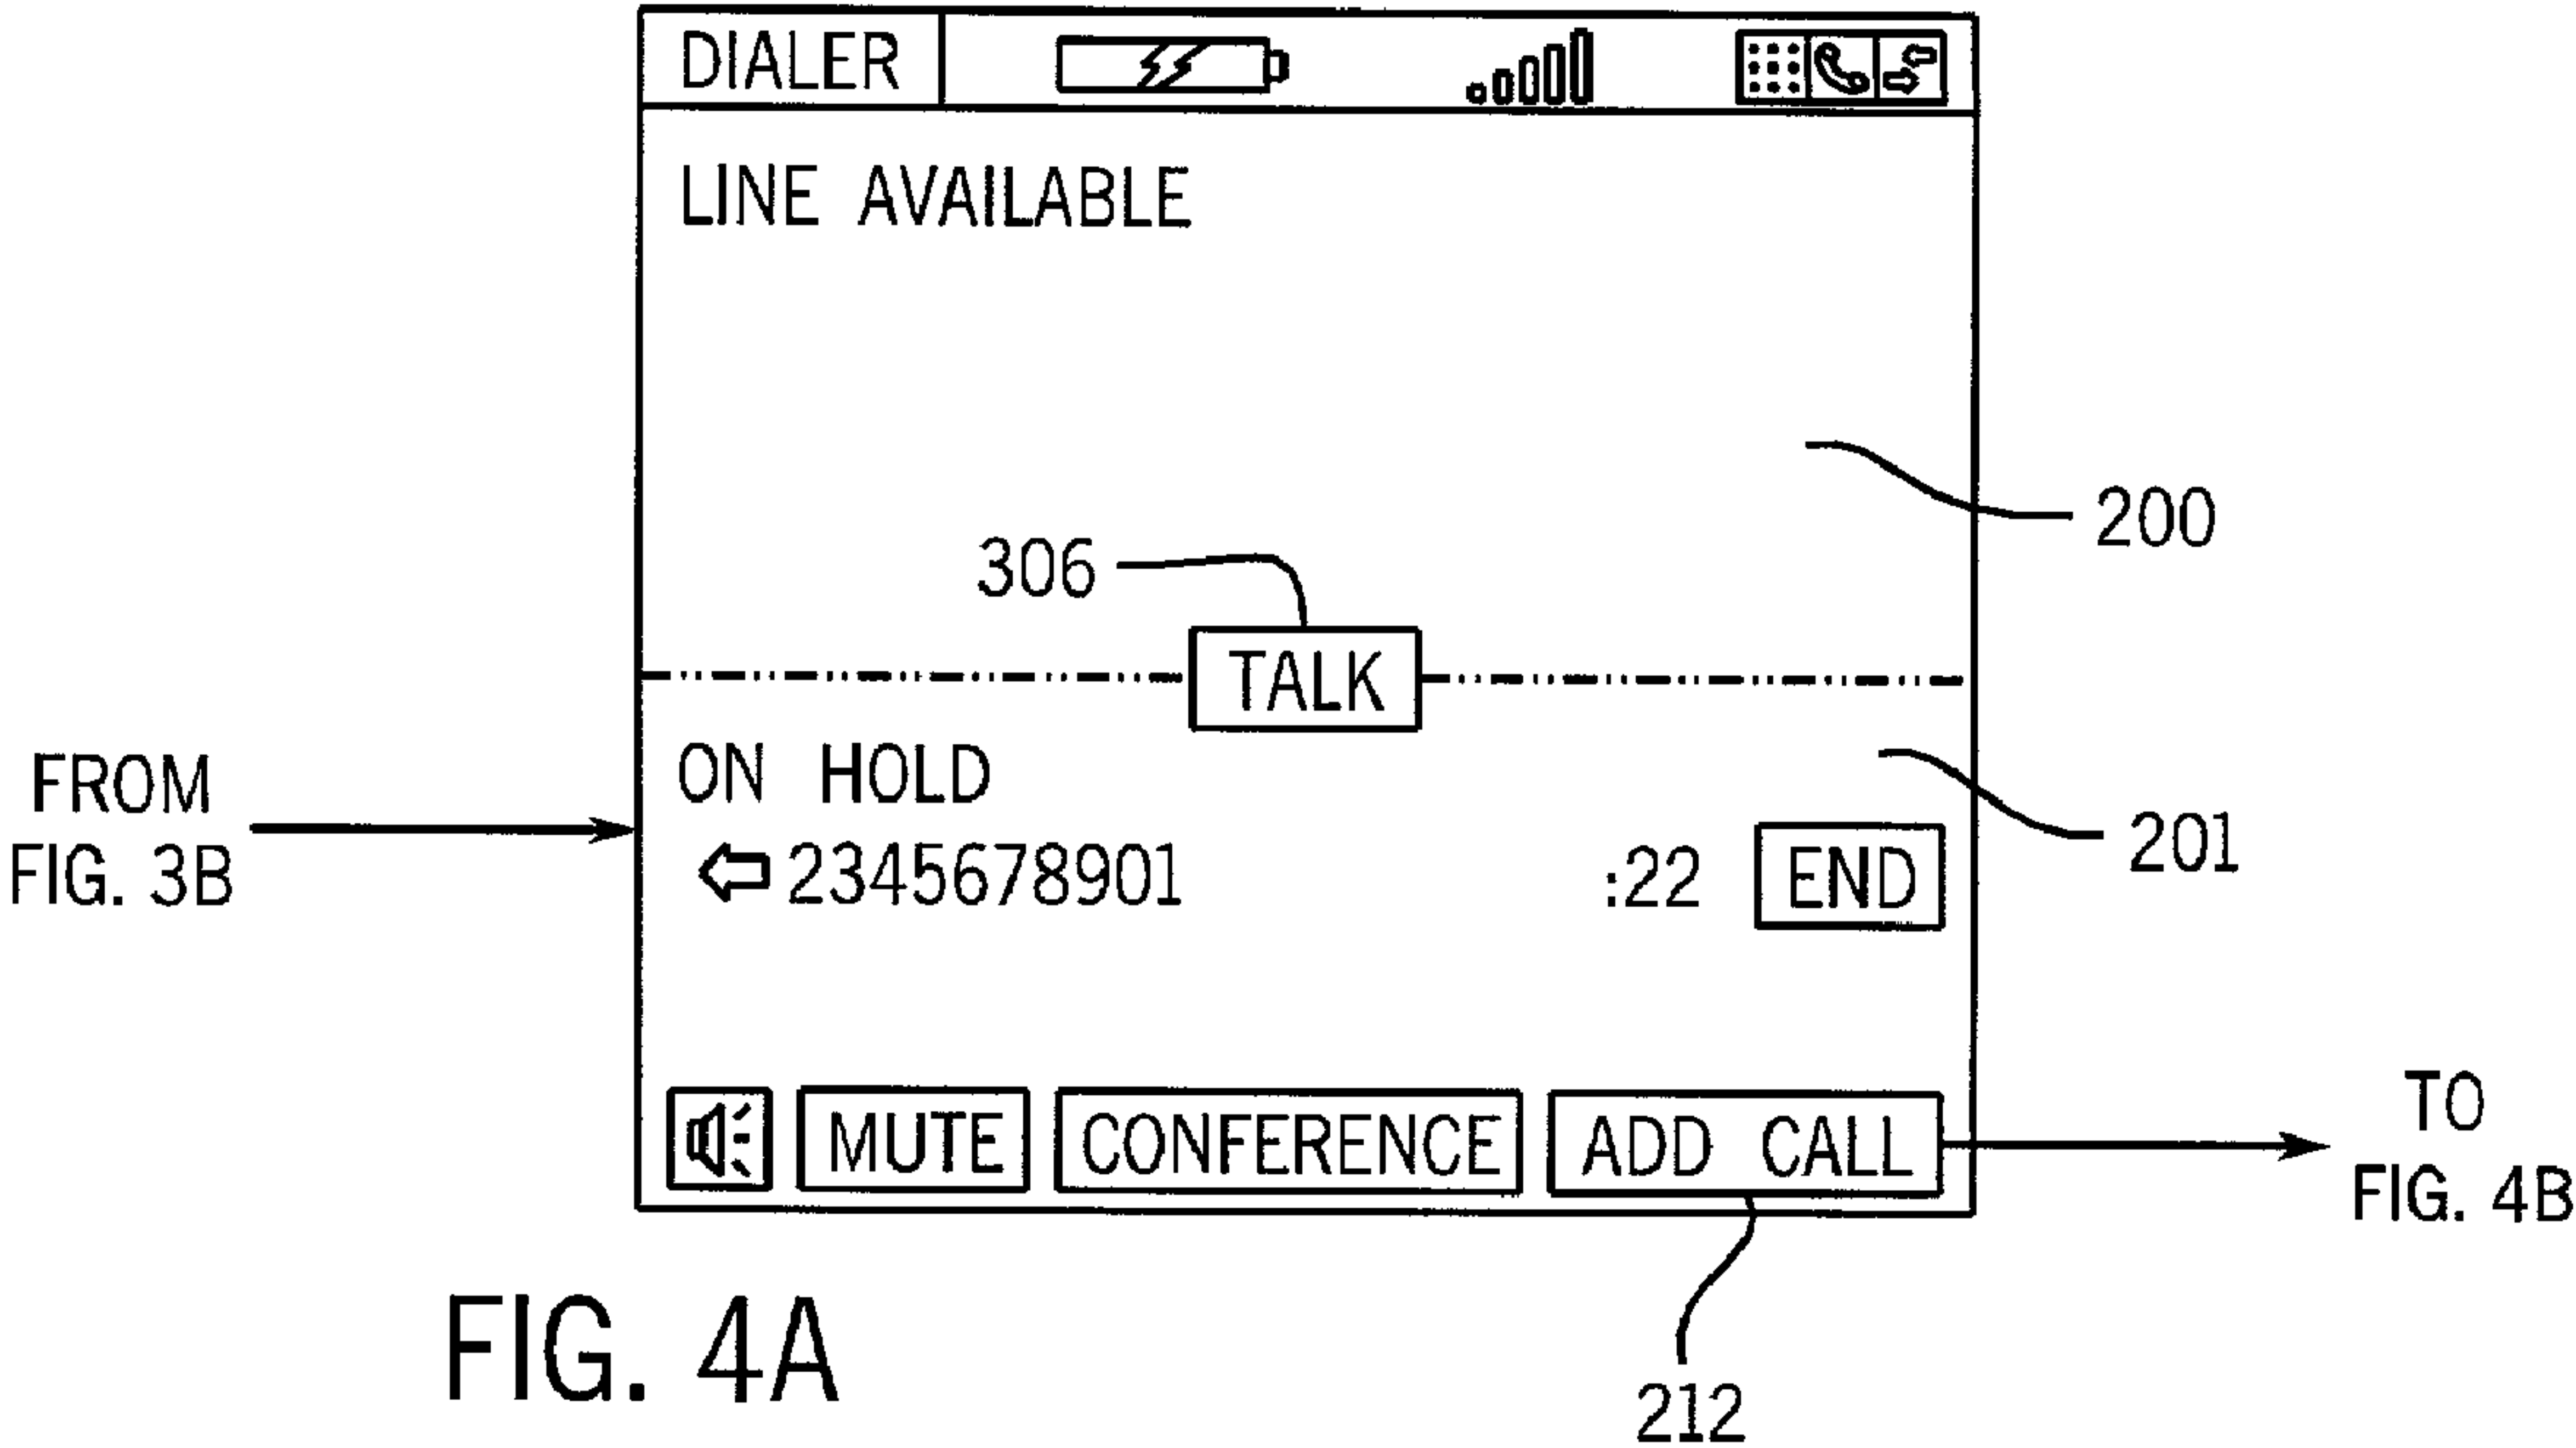 DIALER
LINE AVAILABLE
200
306
TALK
ON HOLD
FROM
FIG. 3B
201
2345678901 :22 END
MUTE CONFERENCE ADD CALL
TO
FIG. 4B
FIG. 4A
212